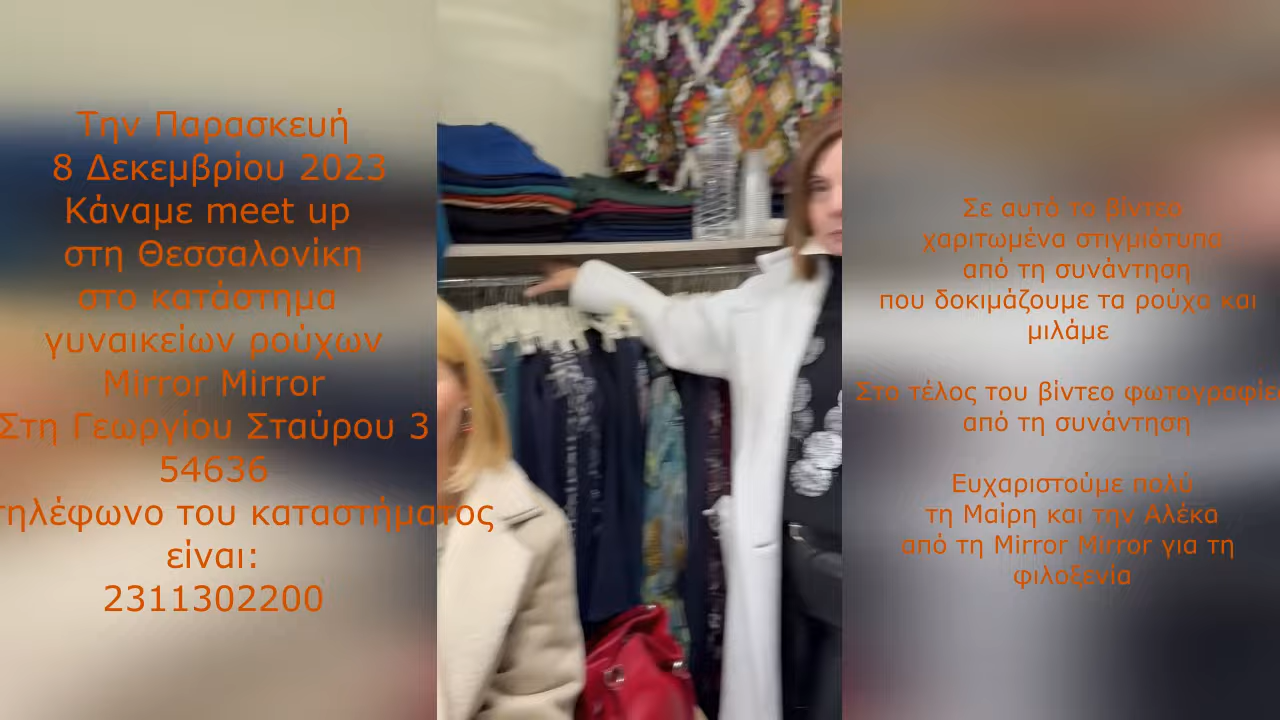 Την Παρασκευή
8 Δεκεμβρίου 2023
Κάναμε meet up
στη Θεσσαλονίκη
στο κατάστημα
γυναικείων ρούχων
Mirror Mirror
Στη Γεωργίου Σταύρου 3
54636
τηλέφωνο του καταστήματος
είναι:
2311302200
Σε αυτό το βίντεο
χαριτωμένα στιγμιότυπα
από τη συνάντηση
που δοκιμάζουμε τα ρούχα και
μιλάμε
Στο τέλος του βίντεο φωτογραφίε
από τη συνάντηση
Ευχαριστούμε πολύ
τη Μαίρη και την Αλέκα
από τη Mirror Mirror για τη
φιλοξενία